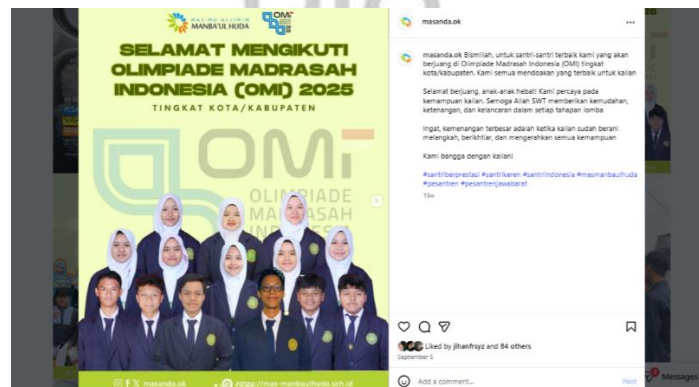 MAS MU'ALLIMIN
MANBA'UL HUDA
OMI
SELAMAT MENGIKUTI
OLIMPIADE MADRASAH
INDONESIA (OMI) 2025
TINGKAT KOTA/KABUPATEN
OMI
OLIMPIADE
MADRASAH
INDONESIA
masanda.ok
https://mas-manbaulhuda.sch.id
masanda.ok
masanda.ok Bismillah, untuk santri-santri terbaik kami yang akan
berjuang di Olimpiade Madrasah Indonesia (OMI) tingkat
kota/kabupaten. Kami semua mendoakan yang terbaik untuk kalian
Selamat berjuang, anak-anak hebat! Kami percaya pada
kemampuan kalian. Semoga Allah SWT memberikan kemudahan,
ketenangan, dan kelancaran dalam setiap tahapan lomba
Ingat, kemenangan terbesar adalah ketika kalian sudah berani
melangkah, berikhtiar, dan mengerahkan semua kemampuan
Kami bangga dengan kalian!
#santriberprestasi #santrikeren #santriindonesia #masmanbaulhuda
#pesantren #pesantrenjawabarat
15w
Liked by jihanfrsyz and 84 others
September 5
Add a comment...
Post
Messages